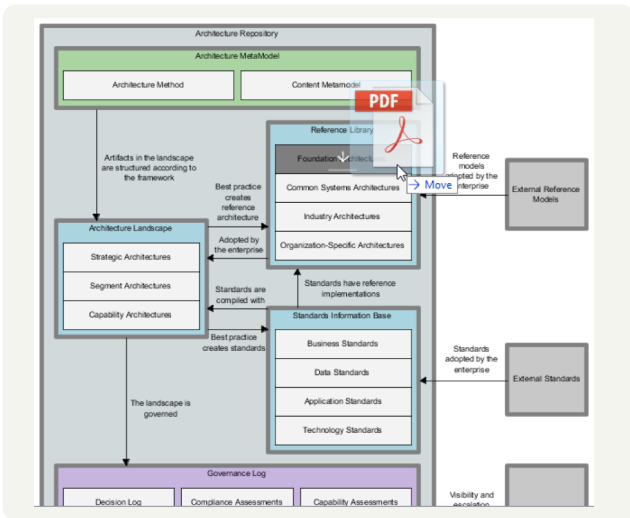 Architecture Repository
Architecture MetaModel
Architecture Method
Content Metamodel
PDF
Reference Library
Foundation
Move
Common Systems Architectures
Industry Architectures
Organization-Specific Architectures
Reference
models
by the
enterprise
External Reference
Models
Artifacts in the landscape
are structured according to
the framework
Best practice
creates
reference
architecture
Adopted by
the enterprise
Architecture Landscape
Strategic Architectures
Segment Architectures
Capability Architectures
Standards are
compiled with
Best practice
creates standards
Standards have reference
implementations
Standards Information Base
Business Standards
Data Standards
Application Standards
Technology Standards
Standards
adopted by the
enterprise
External Standards
The landscape is
governed
Governance Log
Decision Log
Compliance Assessments
Capability Assessments
Visibility and
escalation